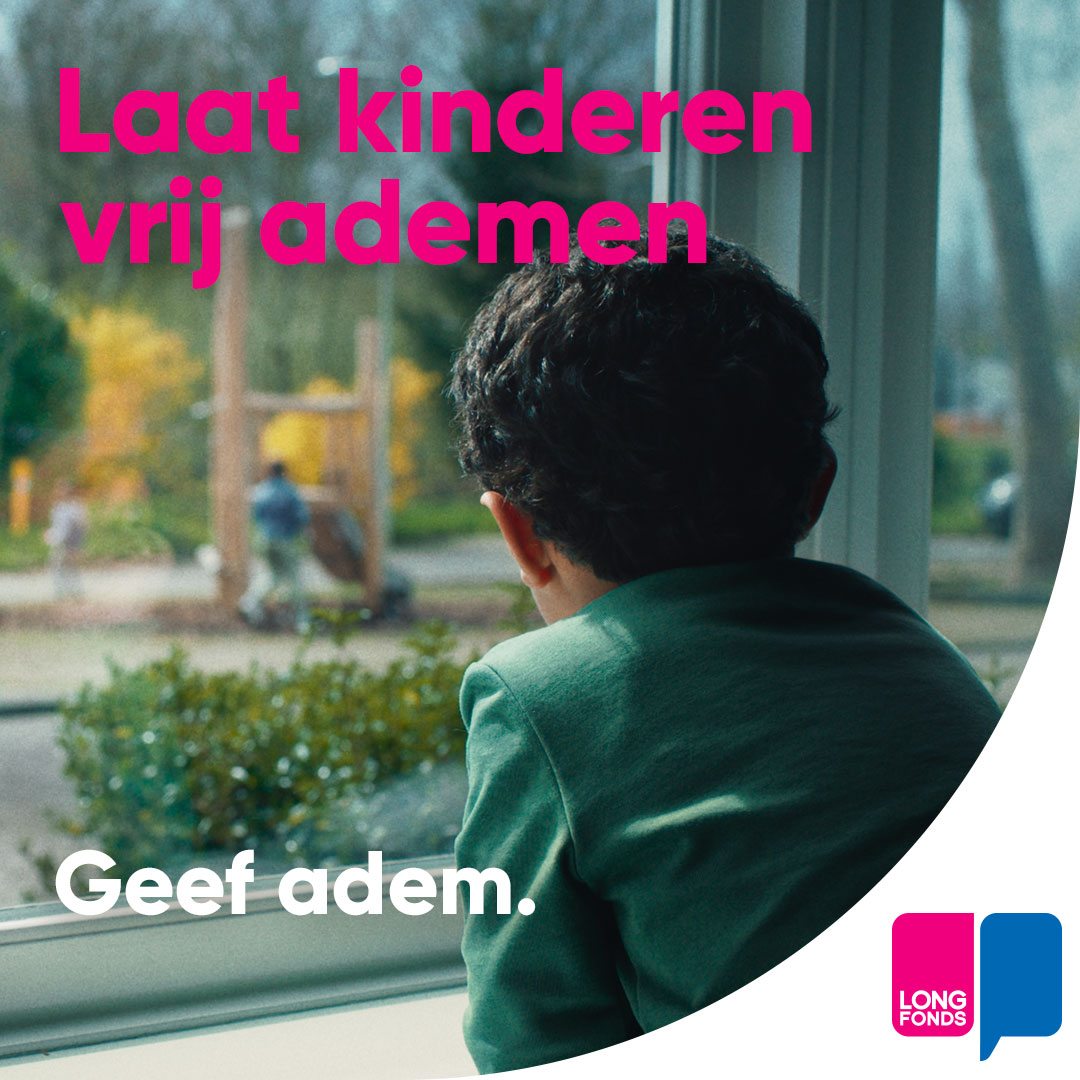 Laat kinderen
vrij ademen
Geef adem.
LONG
FONDS